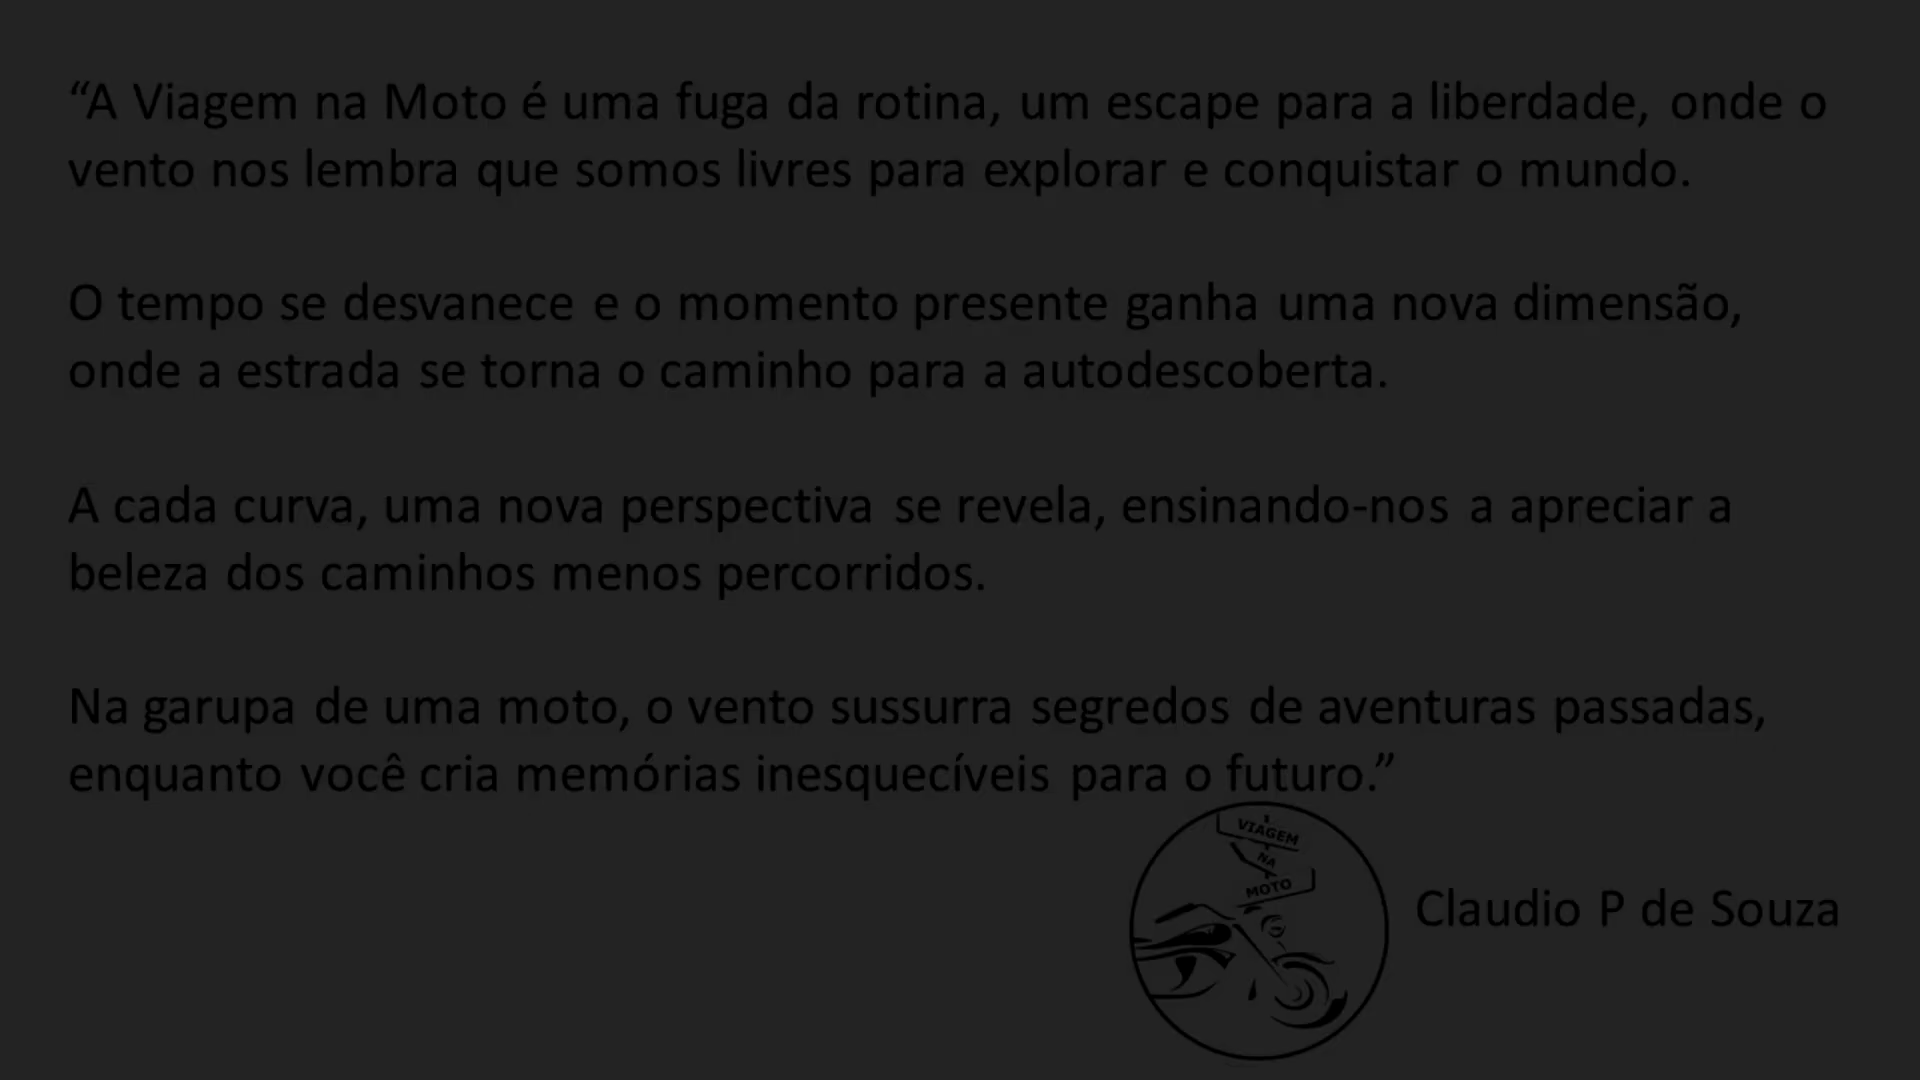 “A Viagem na Moto é uma fuga da rotina, um escape para a liberdade, onde o
vento nos lembra que somos livres para explorar e conquistar o mundo.
O tempo se desvanece e o momento presente ganha uma nova dimensão,
onde a estrada se torna o caminho para a autodescoberta.
A cada curva, uma nova perspectiva se revela, ensinando-nos a apreciar a
beleza dos caminhos menos percorridos.
Na garupa de uma moto, o vento sussurra segredos de aventuras passadas,
enquanto você cria memórias inesquecíveis para o futuro.”
VIAGEM
NA
MOTO
Claudio P de Souza